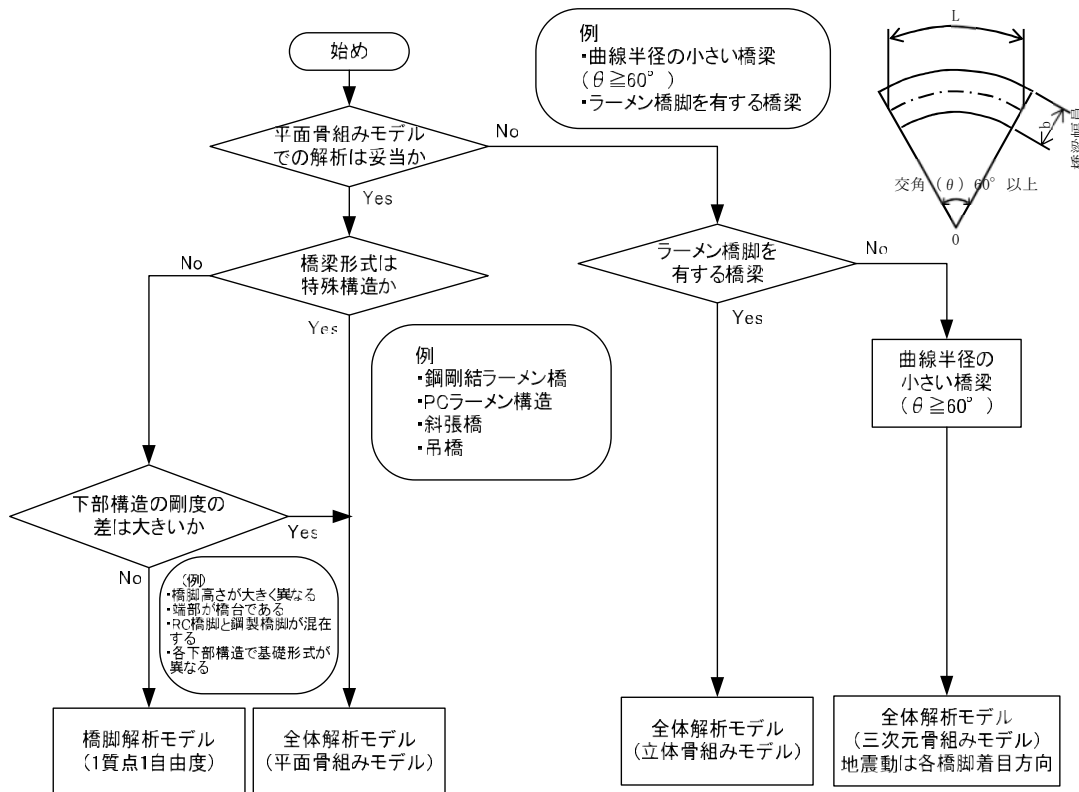 始め
例
・曲線半径の小さい橋梁
(θ≧60°)
・ラーメン橋脚を有する橋梁
L
b
交角(θ)60°以上
0
平面骨組みモデル
での解析は妥当か
No
Yes
橋梁形式は
特殊構造か
No
Yes
ラーメン橋脚を
有する橋梁
No
Yes
例
・鋼剛結ラーメン橋
・PCラーメン構造
・斜張橋
・吊橋
曲線半径の
小さい橋梁
(θ≧60°)
下部構造の剛度の
差は大きいか
Yes
No
(例)
・橋脚高さが大きく異なる
・端部が橋台である
・RC橋脚と鋼製橋脚が混在
する
・各下部構造で基礎形式が
異なる
橋脚解析モデル
(1質点1自由度)
全体解析モデル
(平面骨組みモデル)
全体解析モデル
(立体骨組みモデル)
全体解析モデル
(三次元骨組みモデル)
地震動は各橋脚着目方向